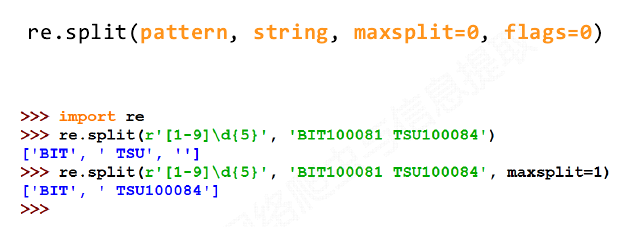 re.split(pattern, string, maxsplit=0, flags=0)
>>> import re
>>> re.split(r'[1-9]\d{5}', 'BIT100081 TSU100084')
['BIT', ' TSU', '']
>>> re.split(r'[1-9]\d{5}', 'BIT100081 TSU100084', maxsplit=1)
['BIT', ' TSU100084']
>>>